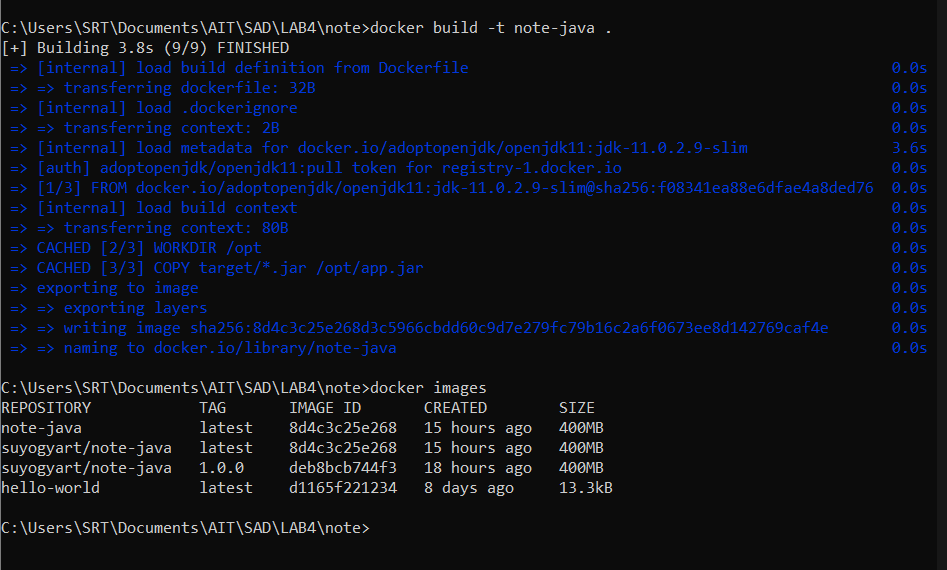 C:\Users\SRT\Documents\AIT\SAD\LAB4\note>docker build -t note-java .
[+] Building 3.8s (9/9) FINISHED
=> [internal] load build definition from Dockerfile 0.0s
=> => transferring dockerfile: 32B 0.0s
=> [internal] load .dockerignore 0.0s
=> => transferring context: 2B 0.0s
=> [internal] load metadata for docker.io/adoptopenjdk/openjdk11:jdk-11.0.2.9-slim 3.6s
=> [auth] adoptopenjdk/openjdk11:pull token for registry-1.docker.io 0.0s
=> [1/3] FROM docker.io/adoptopenjdk/openjdk11:jdk-11.0.2.9-slim@sha256:f08341ea88e6dfae4a8ded76 0.0s
=> [internal] load build context 0.0s
=> => transferring context: 80B 0.0s
=> CACHED [2/3] WORKDIR /opt 0.0s
=> CACHED [3/3] COPY target/*.jar /opt/app.jar 0.0s
=> exporting to image 0.0s
=> => exporting layers 0.0s
=> => writing image sha256:8d4c3c25e268d3c5966cbdd60c9d7e279fc79b16c2a6f0673ee8d142769caf4e 0.0s
=> => naming to docker.io/library/note-java 0.0s
C:\Users\SRT\Documents\AIT\SAD\LAB4\note>docker images
REPOSITORY TAG IMAGE ID CREATED SIZE
note-java latest 8d4c3c25e268 15 hours ago 400MB
suyogyart/note-java latest 8d4c3c25e268 15 hours ago 400MB
suyogyart/note-java 1.0.0 deb8bcb744f3 18 hours ago 400MB
hello-world latest d1165f221234 8 days ago 13.3kB
C:\Users\SRT\Documents\AIT\SAD\LAB4\note>